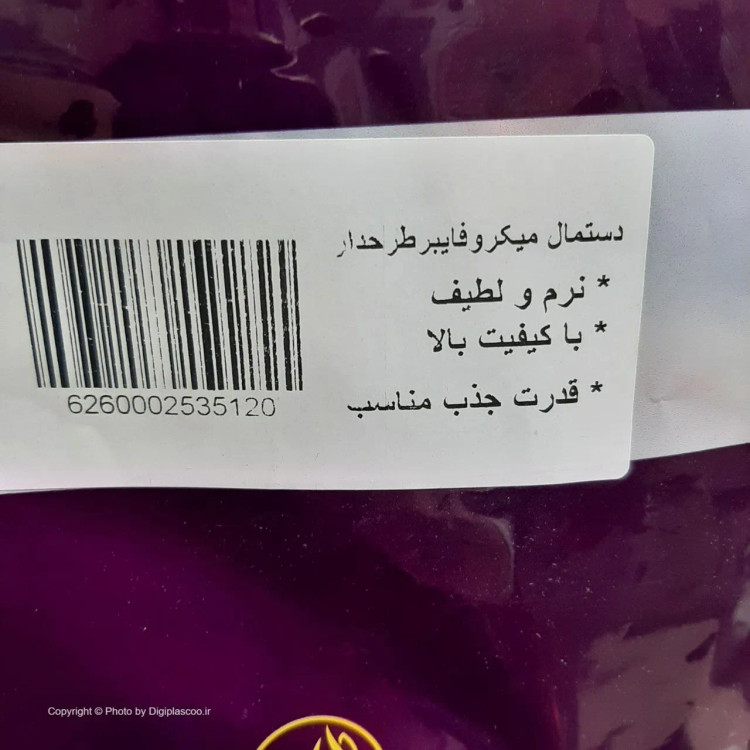 دستمال میکروفایبر طرحدار
* نرم و لطیف
* با کیفیت بالا
* قدرت جذب مناسب
6260002535120
Copyright © Photo by Digiplascoo.ir